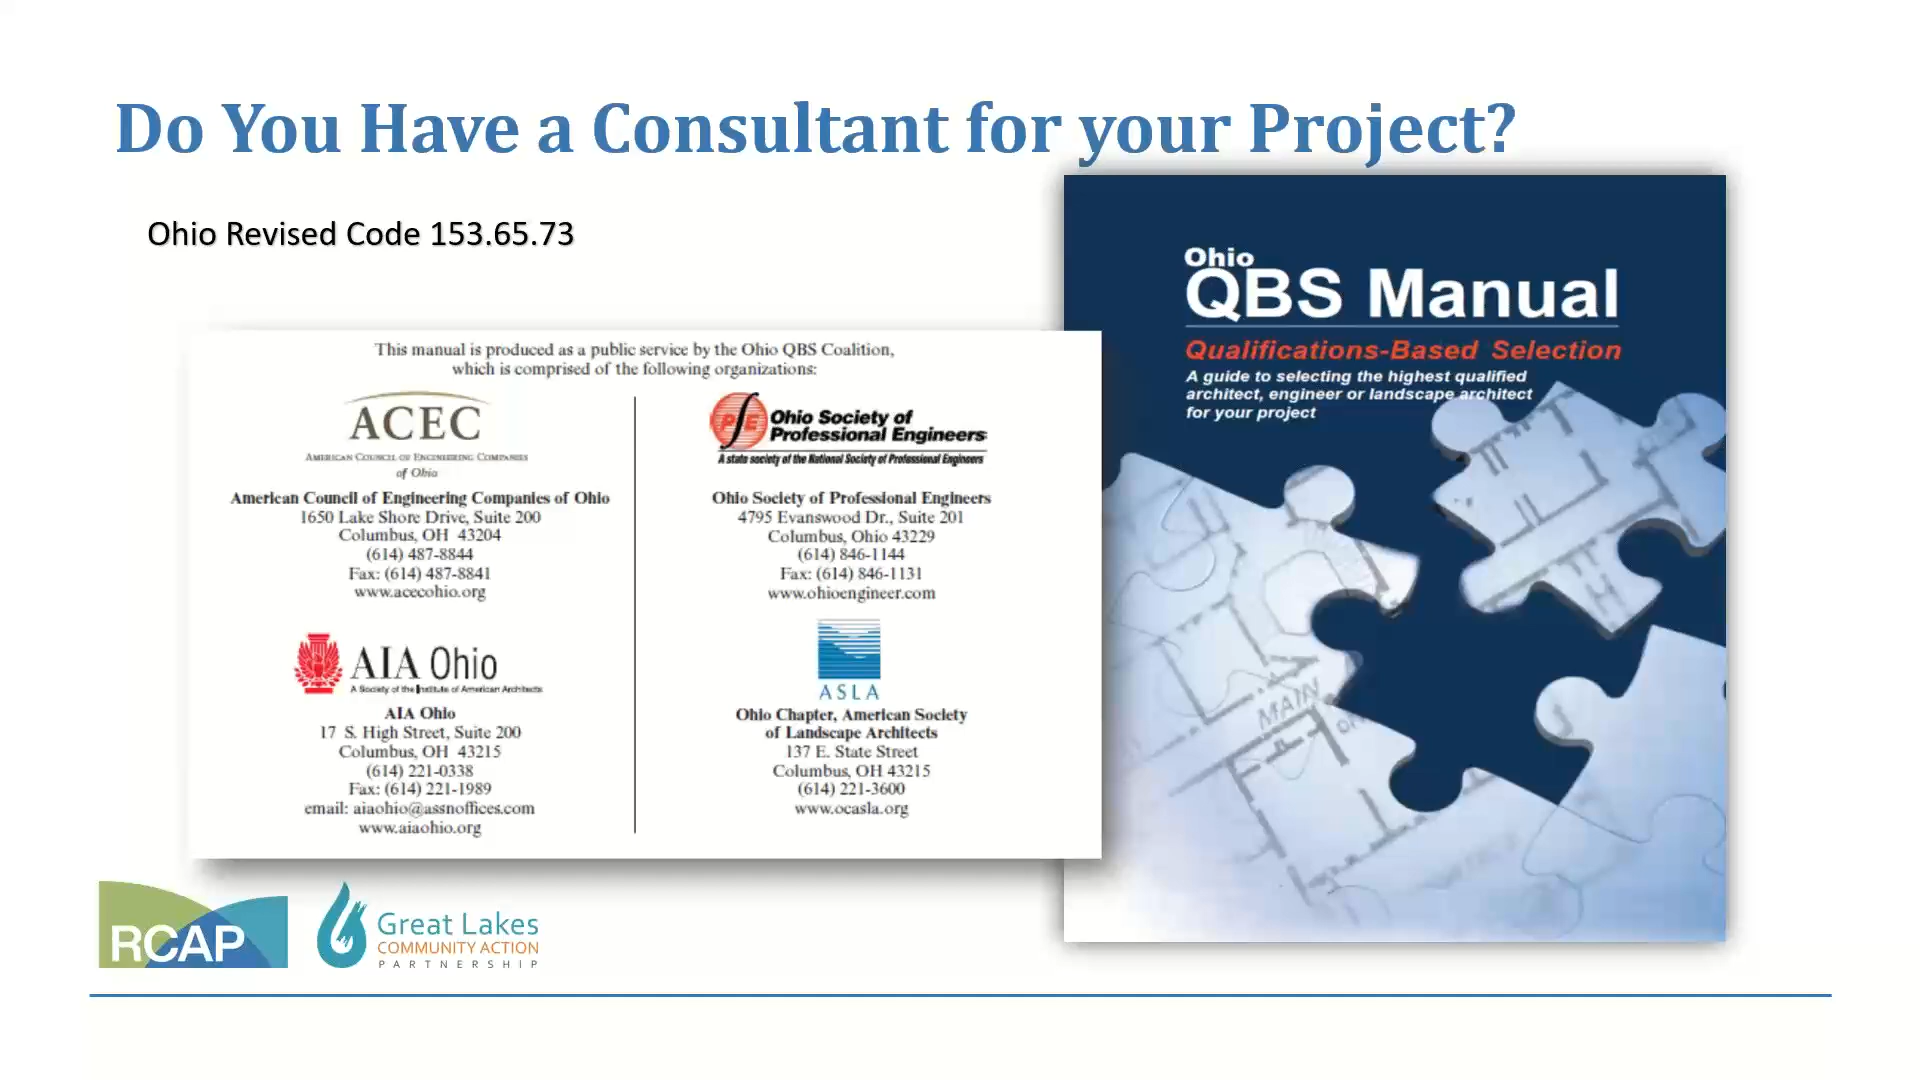 Do You Have a Consultant for your Project?
Ohio Revised Code 153.65.73
This manual is produced as a public service by the Ohio QBS Coalition,
which is comprised of the following organizations:
ACEC
AMERICAN COUNCIL OF ENGINEERING COMPANIES
of Ohio
American Council of Engineering Companies of Ohio
1650 Lake Shore Drive, Suite 200
Columbus, OH 43204
(614) 487-8844
Fax: (614) 487-8841
www.acecohio.org
AIA Ohio
A Society of the Institute of American Architects
AIA Ohio
17 S. High Street, Suite 200
Columbus, OH 43215
(614) 221-0338
Fax: (614) 221-1989
email: aiaohio@assnoffices.com
www.aiaohio.org
PE
Ohio Society of
Professional Engineers
A state society of the National Society of Professional Engineers
Ohio Society of Professional Engineers
4795 Evanswood Dr., Suite 201
Columbus, Ohio 43229
(614) 846-1144
Fax: (614) 846-1131
www.ohioengineer.com
ASLA
Ohio Chapter, American Society
of Landscape Architects
137 E. State Street
Columbus, OH 43215
(614) 221-3600
www.ocasla.org
Ohio
QBS Manual
Qualifications-Based Selection
A guide to selecting the highest qualified
architect, engineer or landscape architect
for your project
MAIN
RCAP
Great Lakes
COMMUNITY ACTION
PARTNERSHIP